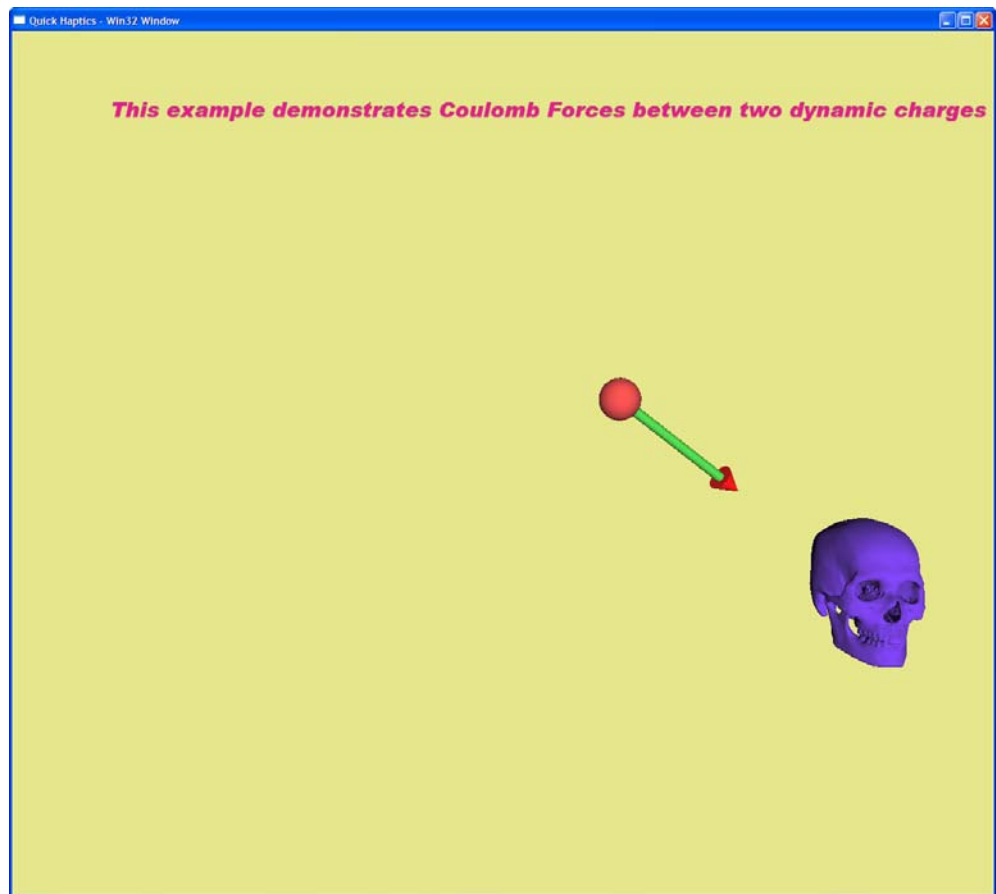 Quick Haptics - Win32 Window
This example demonstrates Coulomb Forces between two dynamic charges